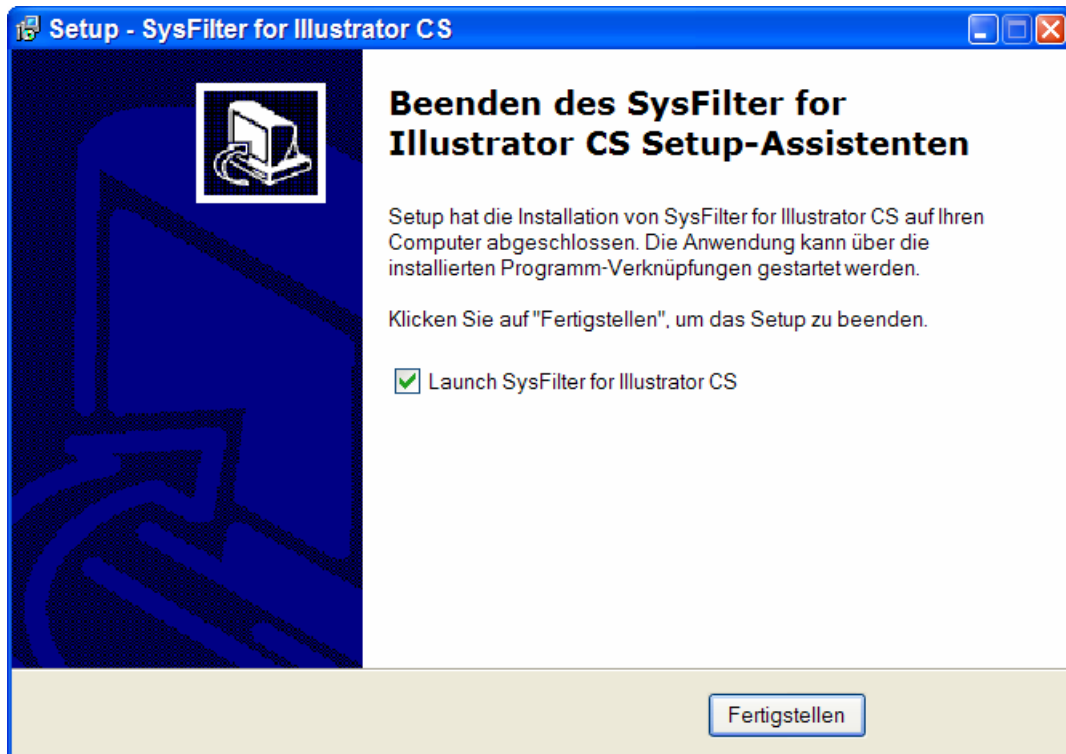 Setup - SysFilter for Illustrator CS
Beenden des SysFilter for
Illustrator CS Setup-Assistenten
Setup hat die Installation von SysFilter for Illustrator CS auf Ihren
Computer abgeschlossen. Die Anwendung kann über die
installierten Programm-Verknüpfungen gestartet werden.
Klicken Sie auf "Fertigstellen", um das Setup zu beenden.
Launch SysFilter for Illustrator CS
Fertigstellen